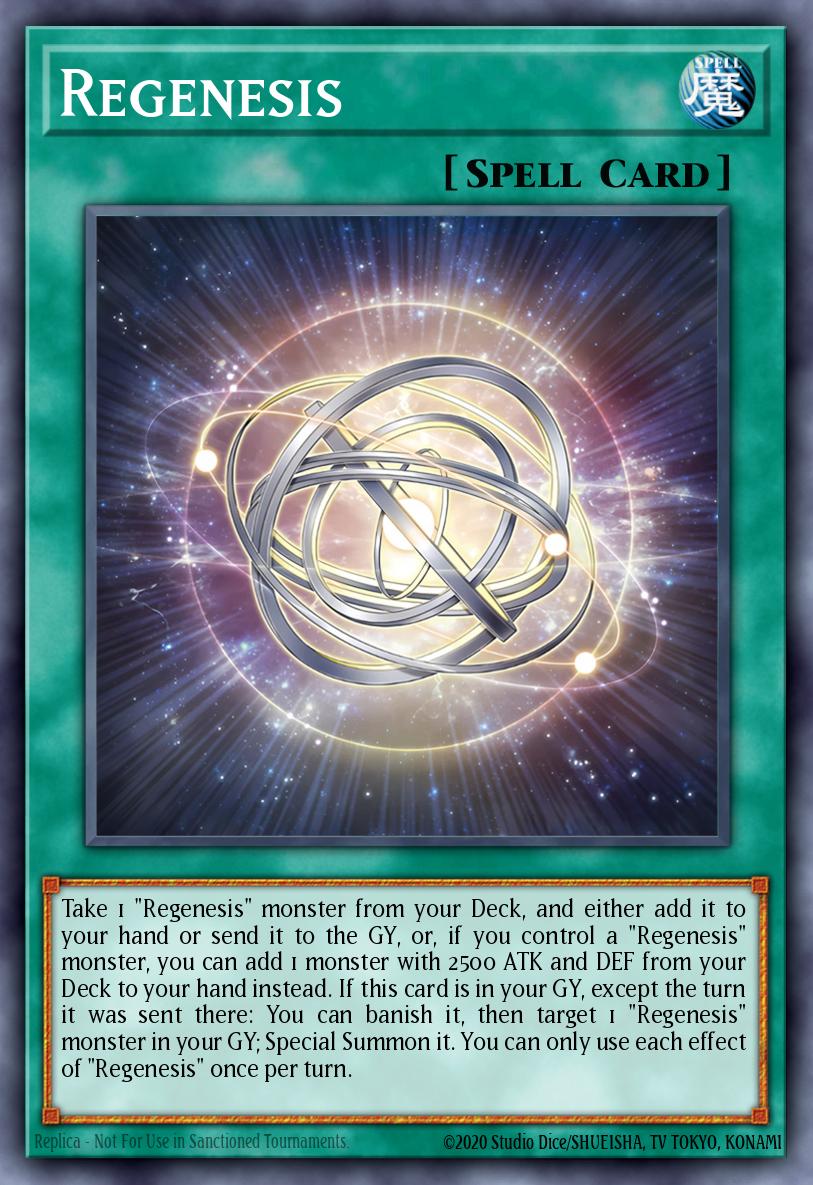 Regenesis
SPELL
魔
[ Spell Card ]
Take 1 "Regenesis" monster from your Deck, and either add it to
your hand or send it to the GY, or, if you control a "Regenesis"
monster, you can add 1 monster with 2500 ATK and DEF from your
Deck to your hand instead. If this card is in your GY, except the turn
it was sent there: You can banish it, then target 1 "Regenesis"
monster in your GY; Special Summon it. You can only use each effect
of "Regenesis" once per turn.
Replica - Not For Use in Sanctioned Tournaments.
©2020 Studio Dice/SHUEISHA, TV TOKYO, KONAMI